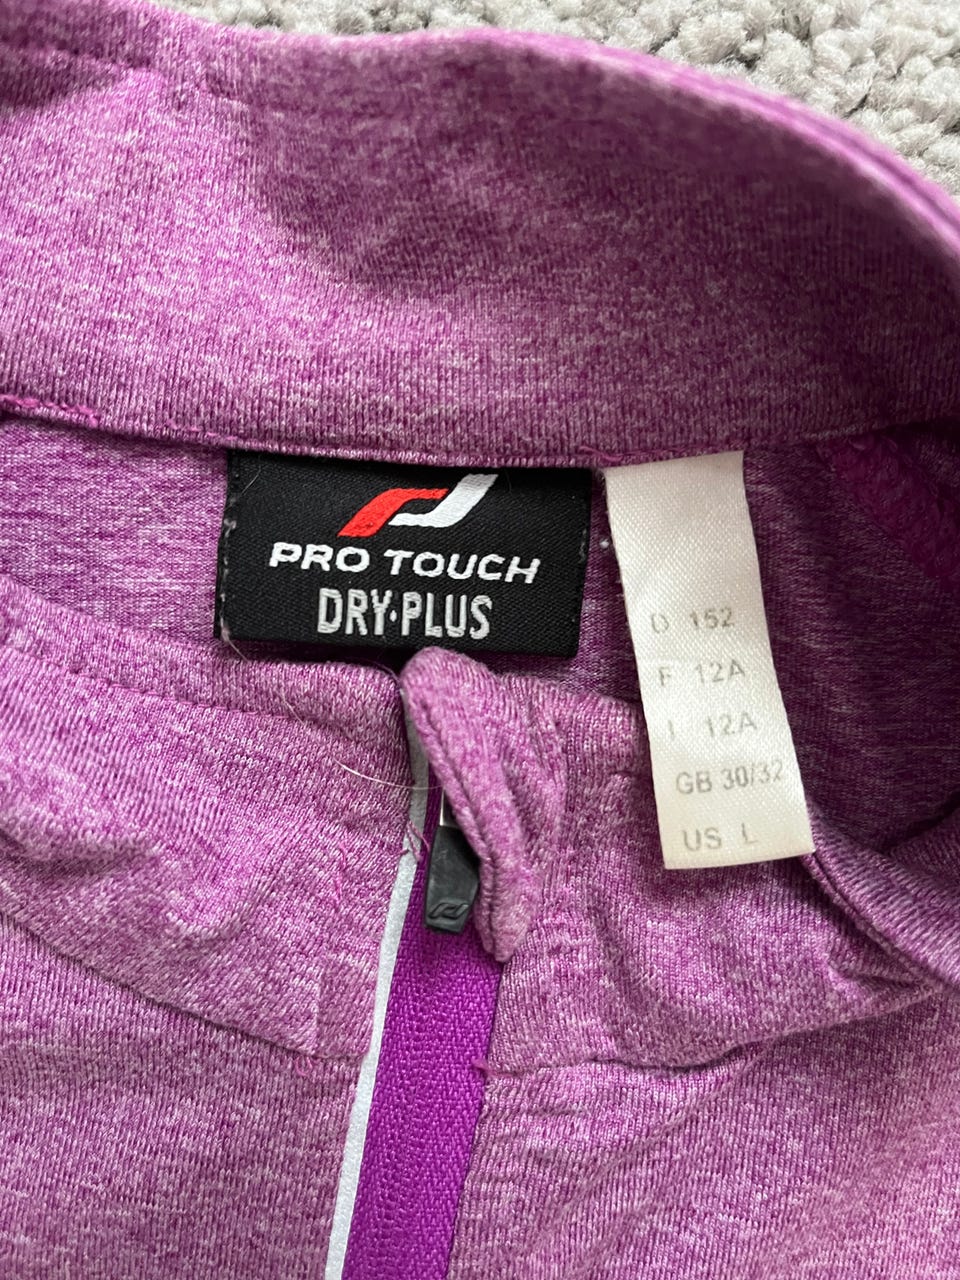 PRO TOUCH
DRY·PLUS
D 152
F 12A
I 12A
GB 30/32
US L